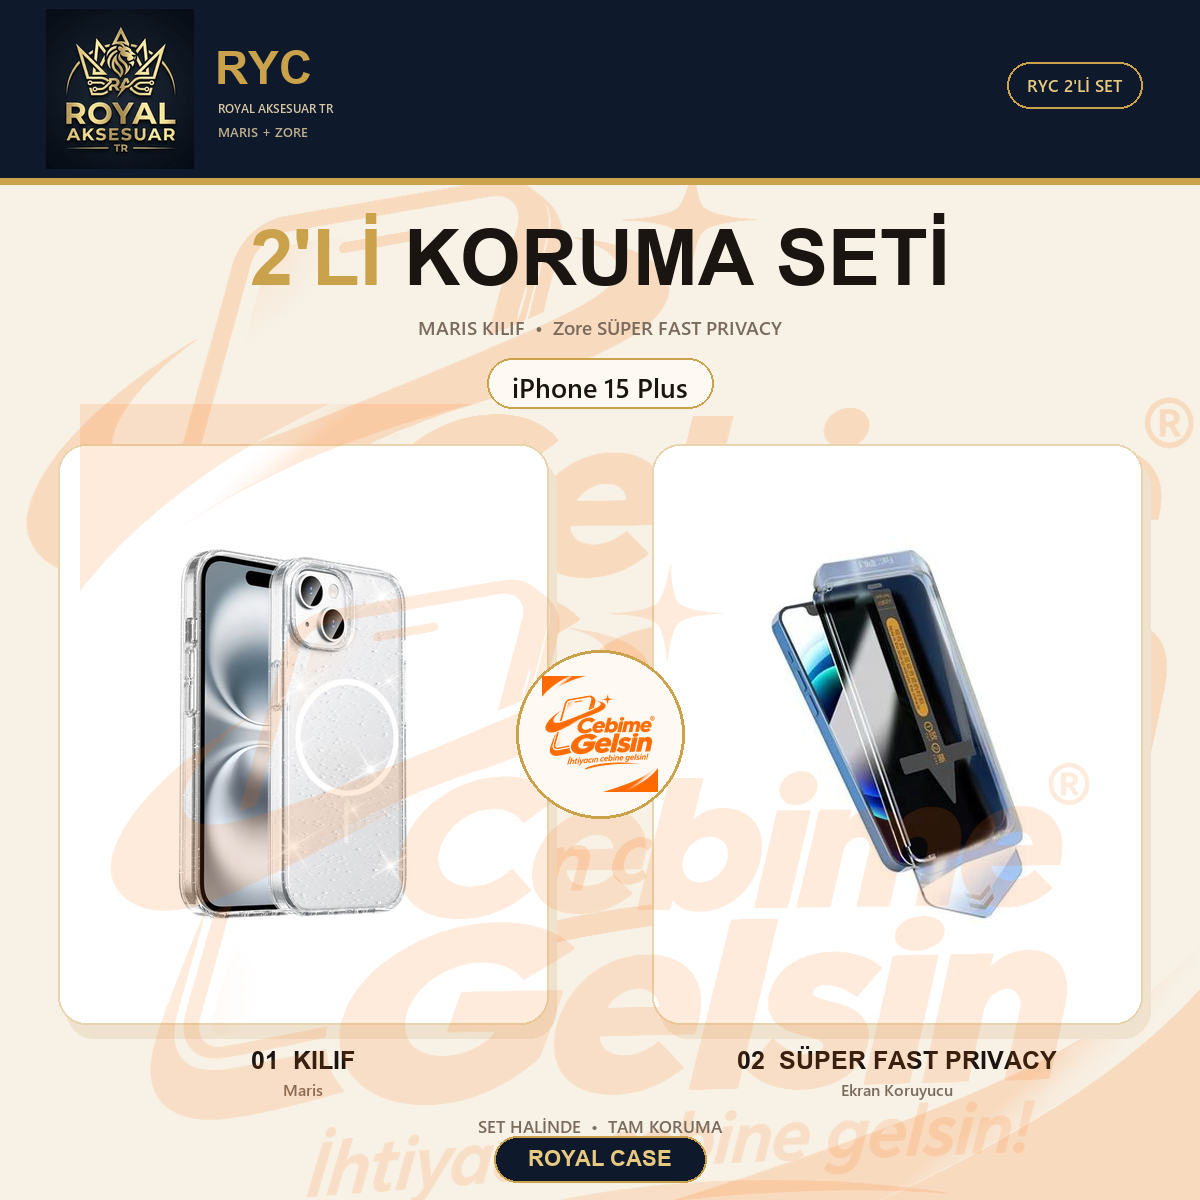 ROYAL
AKSESUAR
TR
RYC
ROYAL AKSESUAR TR
MARIS + ZORE
RYC 2'Lİ SET
2'Lİ KORUMA SETİ
MARIS KILIF • Zore SÜPER FAST PRIVACY
iPhone 15 Plus
®
Cebime®
Gelsin
İhtiyacın cebine gelsin!
Cebime®
Gelsin
01 KILIF
Maris
02 SÜPER FAST PRIVACY
Ekran Koruyucu
SET HALİNDE • TAM KORUMA
ROYAL CASE